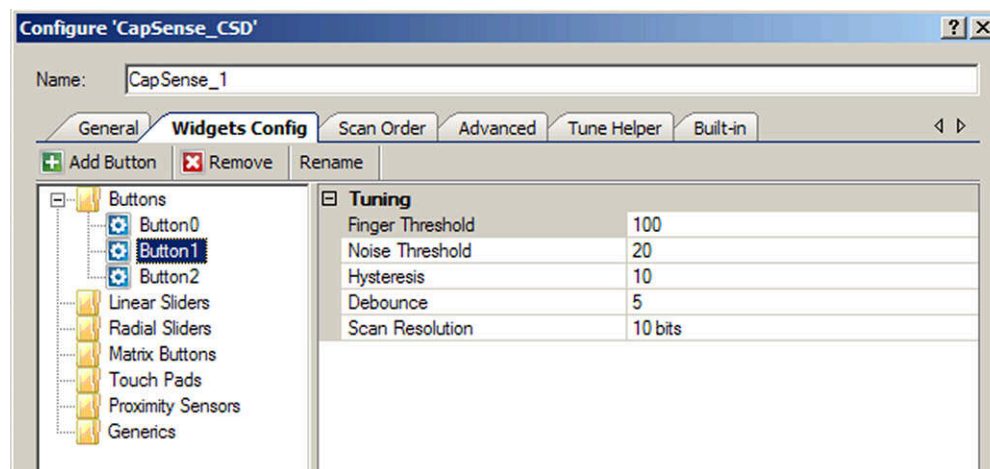 Configure 'CapSense_CSD'
Name: CapSense_1
General Widgets Config Scan Order Advanced Tune Helper Built-in
Add Button Remove Rename
Buttons
Button0
Button1
Button2
Linear Sliders
Radial Sliders
Matrix Buttons
Touch Pads
Proximity Sensors
Generics
Tuning
Finger Threshold 100
Noise Threshold 20
Hysteresis 10
Debounce 5
Scan Resolution 10 bits